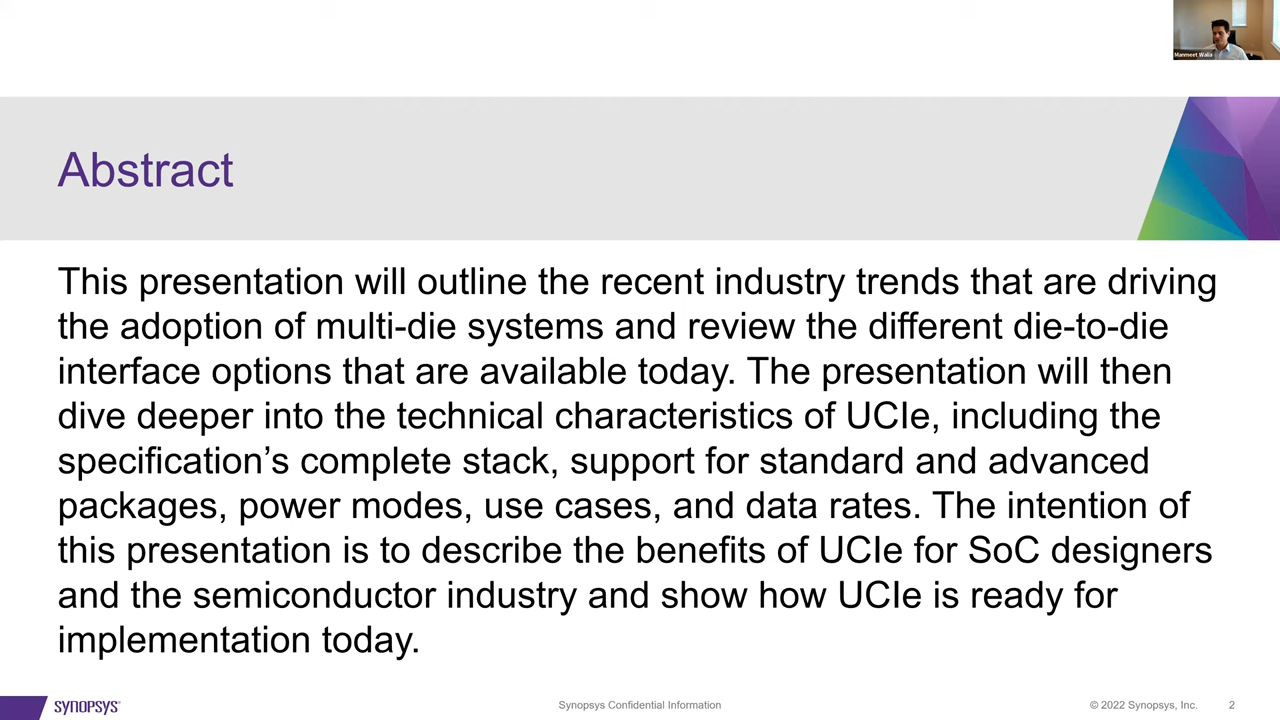 Manmeet Walia
Abstract
This presentation will outline the recent industry trends that are driving
the adoption of multi-die systems and review the different die-to-die
interface options that are available today. The presentation will then
dive deeper into the technical characteristics of UCIe, including the
specification’s complete stack, support for standard and advanced
packages, power modes, use cases, and data rates. The intention of
this presentation is to describe the benefits of UCIe for SoC designers
and the semiconductor industry and show how UCIe is ready for
implementation today.
SYNOPSYS®
Synopsys Confidential Information
© 2022 Synopsys, Inc.
2